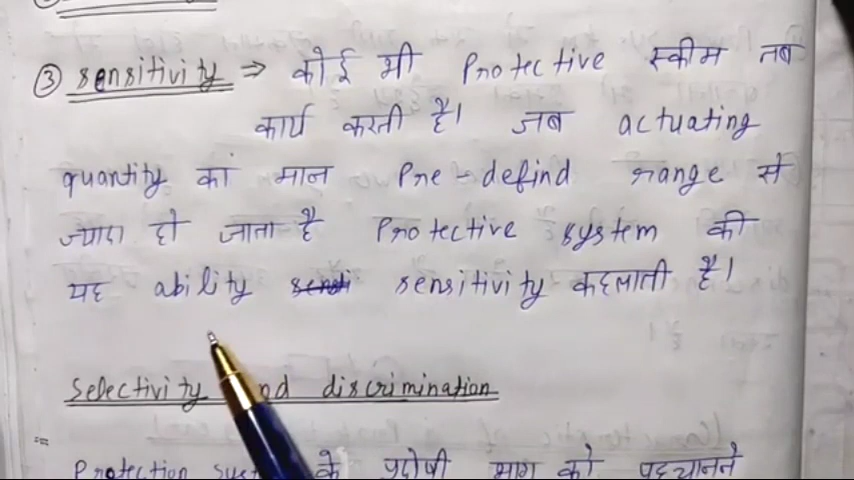 ③ Sensitivity ⇒ कोई भी Protective स्कीम तब
कार्य करती है। जब actuating
quantity का मान Pre-defind range से
ज्यादा हो जाता है Protective system की
यह ability sensitivity कहलाती है।
Selectivity and discrimination
Protection के प्रदोषी भाग को पहचानने